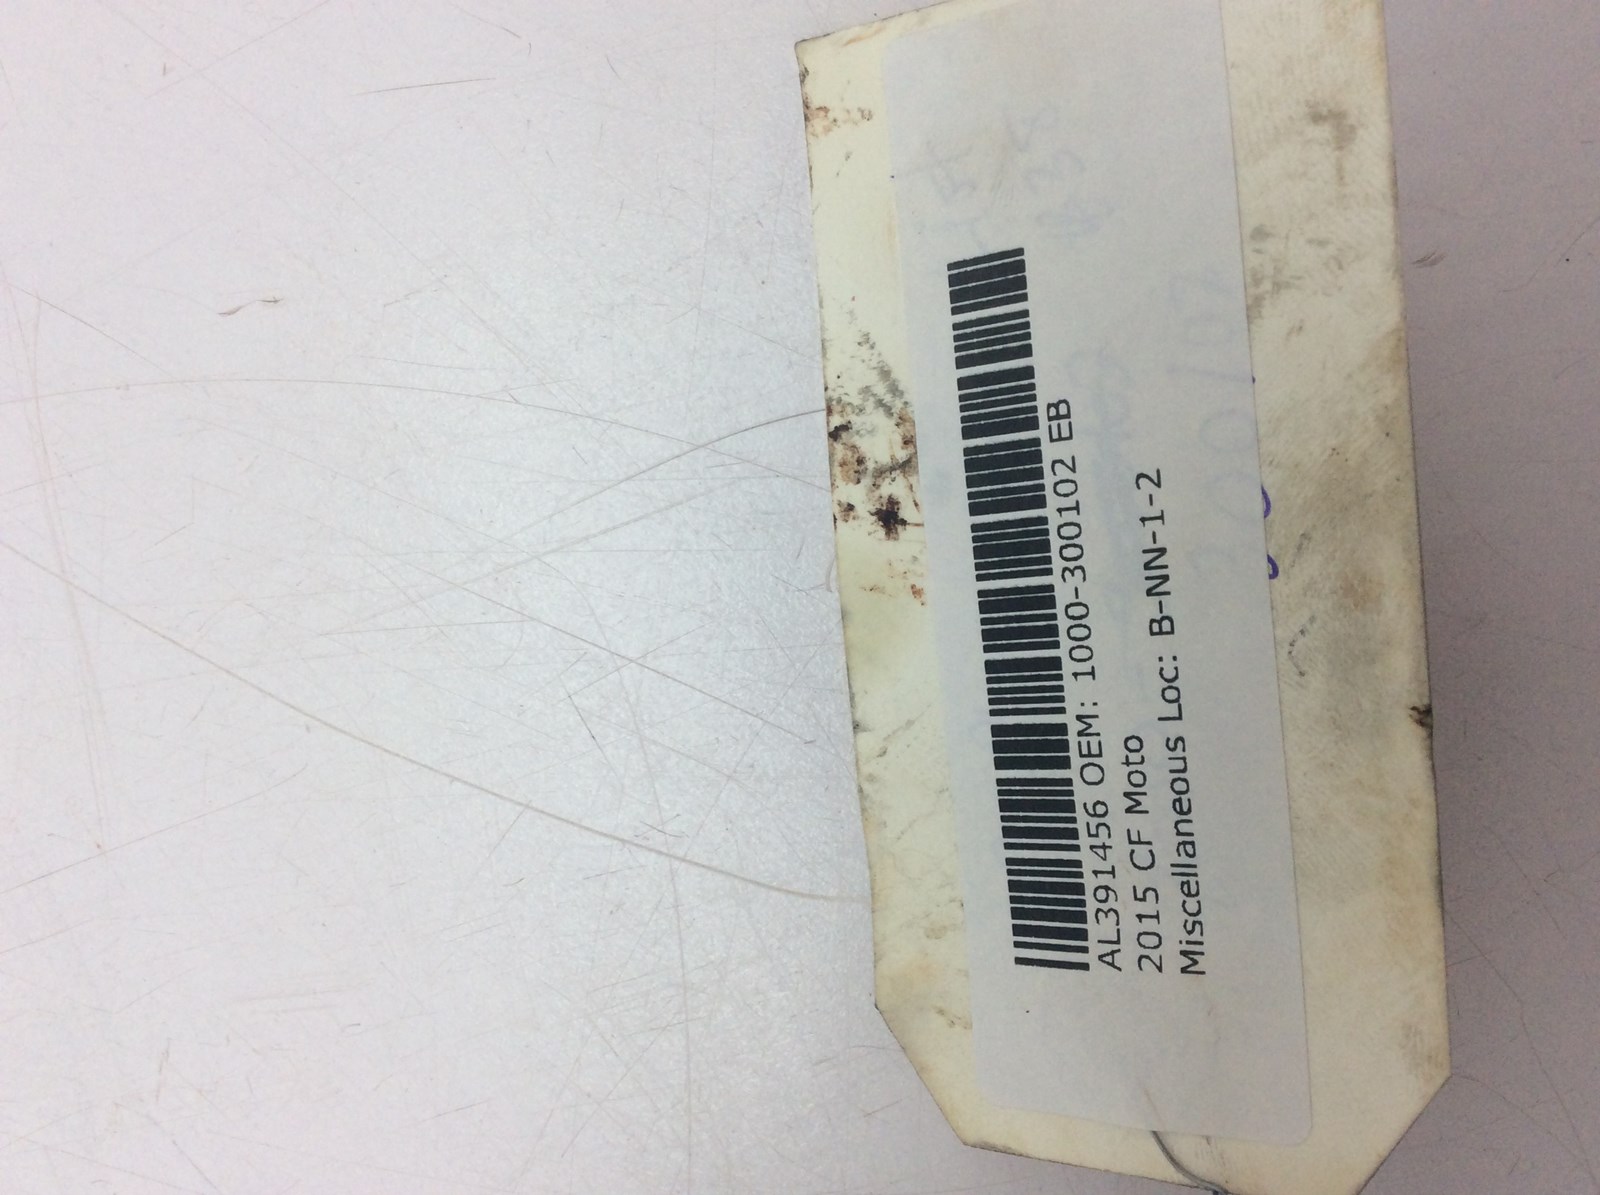 AL391456 OEM: 1000-300102 EB
2015 CF Moto
Miscellaneous Loc: B-NN-1-2